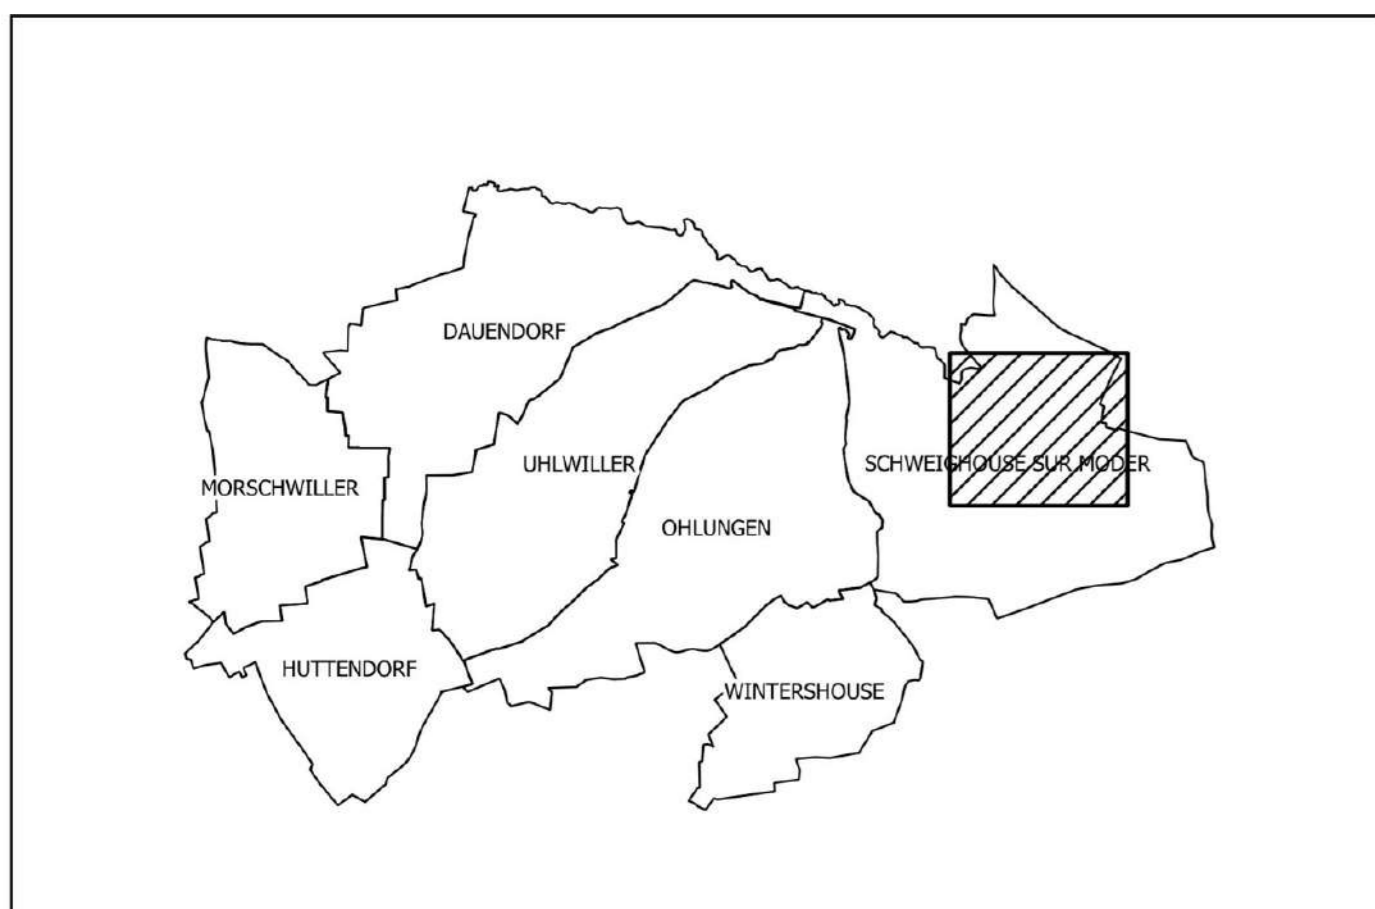 DAUENDORF
UHLWILLER
SCHWEIGHOUSE SUR MODER
MORSCHWILLER
OHLUNGEN
HUTTENDORF
WINTERSHOUSE